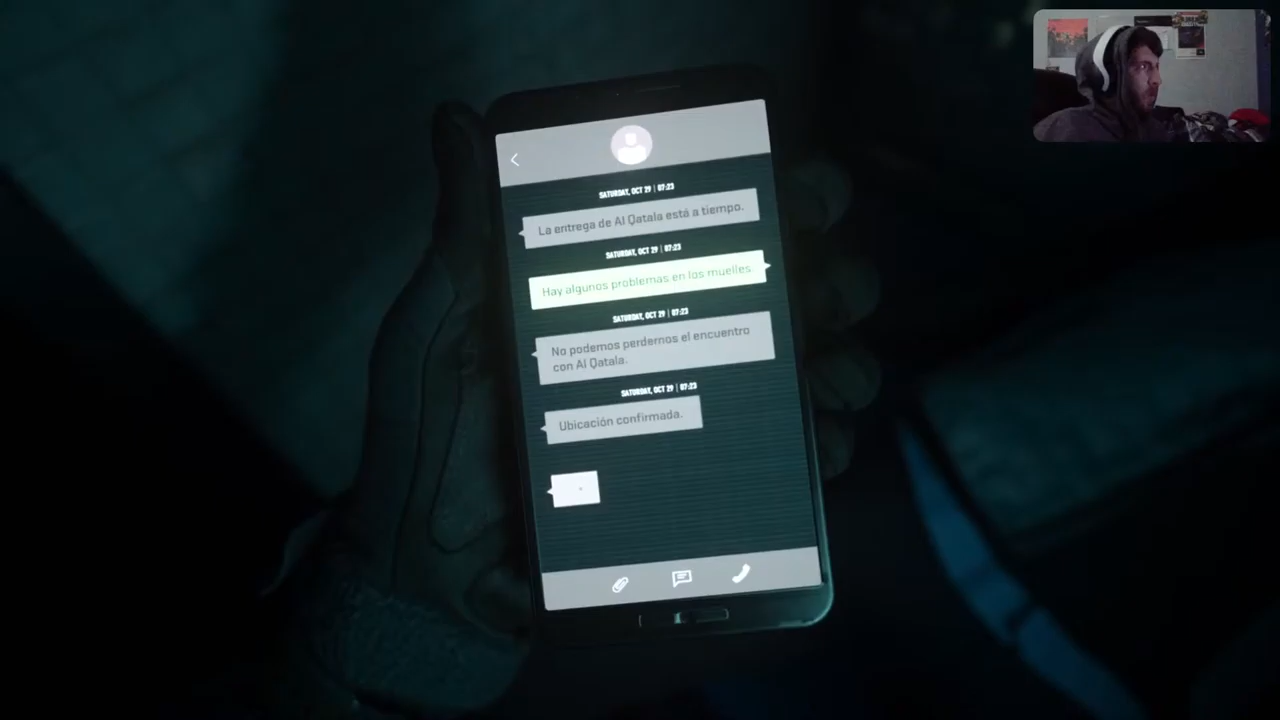 SATURDAY, OCT 29 | 07:23
La entrega de Al Qatala está a tiempo.
SATURDAY, OCT 29 | 07:23
Hay algunos problemas en los muelles.
SATURDAY, OCT 29 | 07:23
No podemos perdernos el encuentro
con Al Qatala.
SATURDAY, OCT 29 | 07:23
Ubicación confirmada.